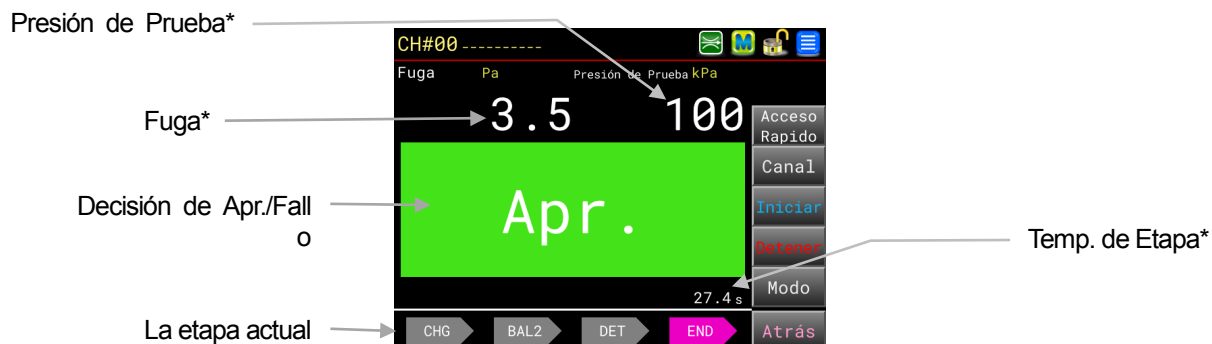 Presión de Prueba*
CH#00 ----------
M
Fuga Pa Presión de Prueba kPa
Fuga*
3.5 100
Acceso
Rapido
Canal
Decisión de Apr./Fall
o
Apr.
Iniciar
Detener
Temp. de Etapa*
27.4 s
Modo
La etapa actual
CHG BAL2 DET END
Atrás